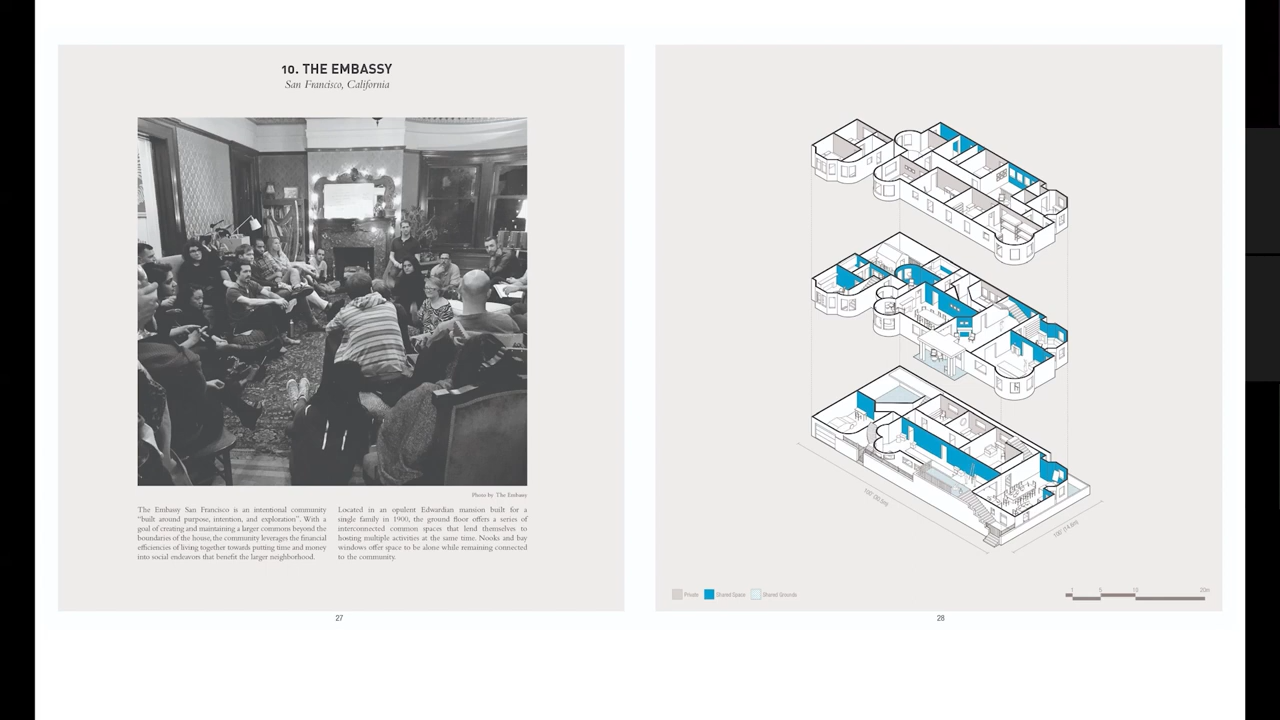 10. THE EMBASSY
San Francisco, California
Photo by The Embassy
The Embassy San Francisco is an intentional community
"built around purpose, intention, and exploration". With a
goal of creating and maintaining a larger commons beyond the
boundaries of the house, the community leverages the financial
efficiencies of living together towards putting time and money
into social endeavors that benefit the larger neighborhood.
Located in an opulent Edwardian mansion built for a
single family in 1900, the ground floor offers a series of
interconnected common spaces that lend themselves to
hosting multiple activities at the same time. Nooks and bay
windows offer space to be alone while remaining connected
to the community.
27
Private
Shared Space
Shared Grounds
1
5
10
20m
28